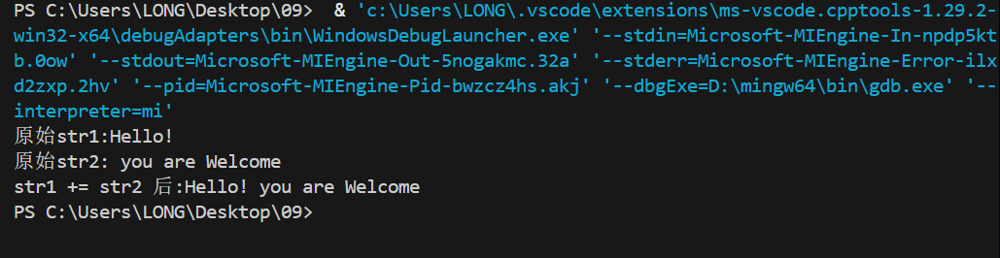 PS C:\Users\LONG\Desktop\09>  & 'c:\Users\LONG\.vscode\extensions\ms-vscode.cpptools-1.29.2-
win32-x64\debugAdapters\bin\WindowsDebugLauncher.exe' '--stdin=Microsoft-MIEngine-In-npdp5kt
b.0ow' '--stdout=Microsoft-MIEngine-Out-5nogakmc.32a' '--stderr=Microsoft-MIEngine-Error-ilx
d2zxp.2hv' '--pid=Microsoft-MIEngine-Pid-bwzcz4hs.akj' '--dbgExe=D:\mingw64\bin\gdb.exe' '--
interpreter=mi'
原始str1:Hello!
原始str2: you are Welcome
str1 += str2 后:Hello! you are Welcome
PS C:\Users\LONG\Desktop\09>